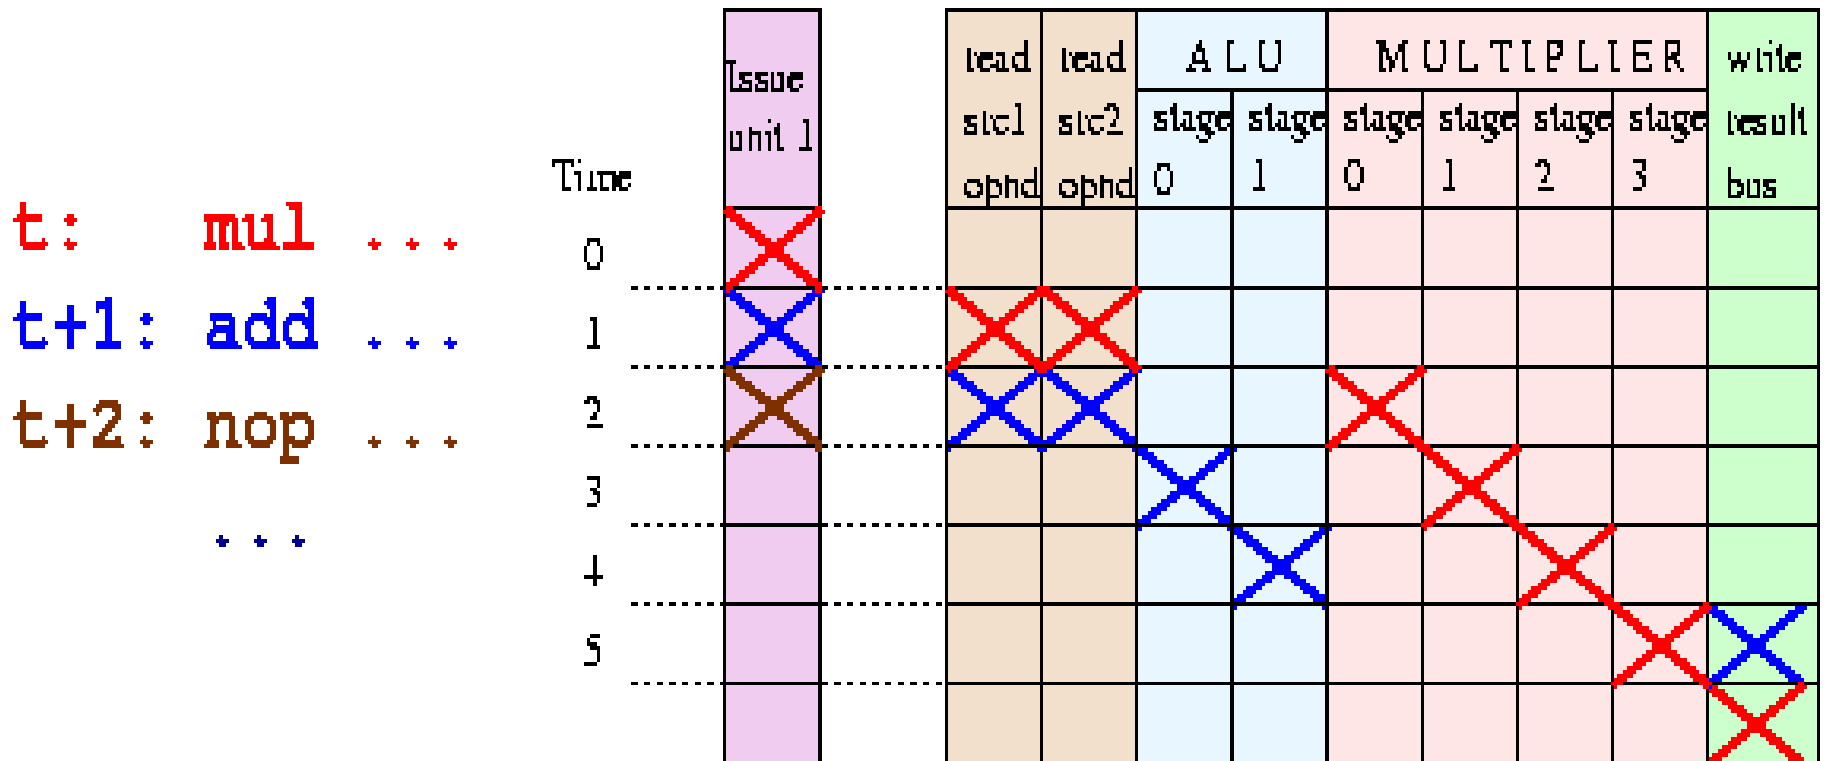 t: mul ...
t+1: add ...
t+2: nop ...
...
Time
0
1
2
3
4
5
Issue
unit 1
read
src1
opnd
read
src2
opnd
ALU
stage
0
stage
1
MULTIPLIER
stage
0
stage
1
stage
2
stage
3
write
result
bus